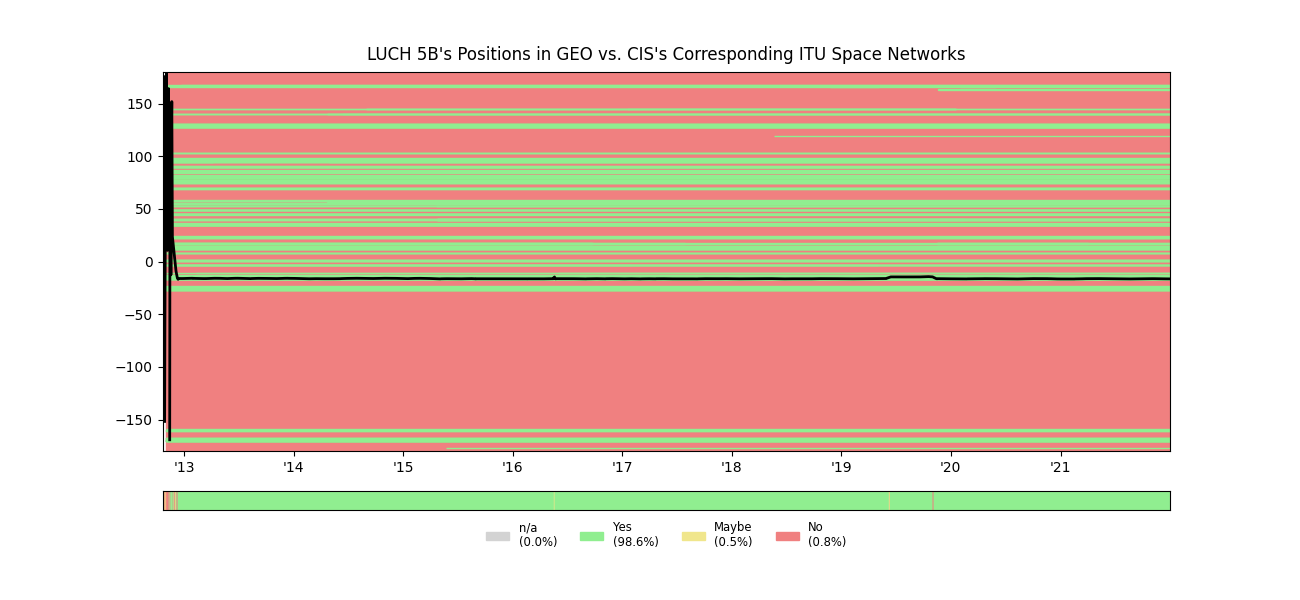 LUCH 5B's Positions in GEO vs. CIS's Corresponding ITU Space Networks
150
100
50
0
−50
−100
−150
'13 '14 '15 '16 '17 '18 '19 '20 '21
n/a Yes Maybe No
(0.0%) (98.6%) (0.5%) (0.8%)